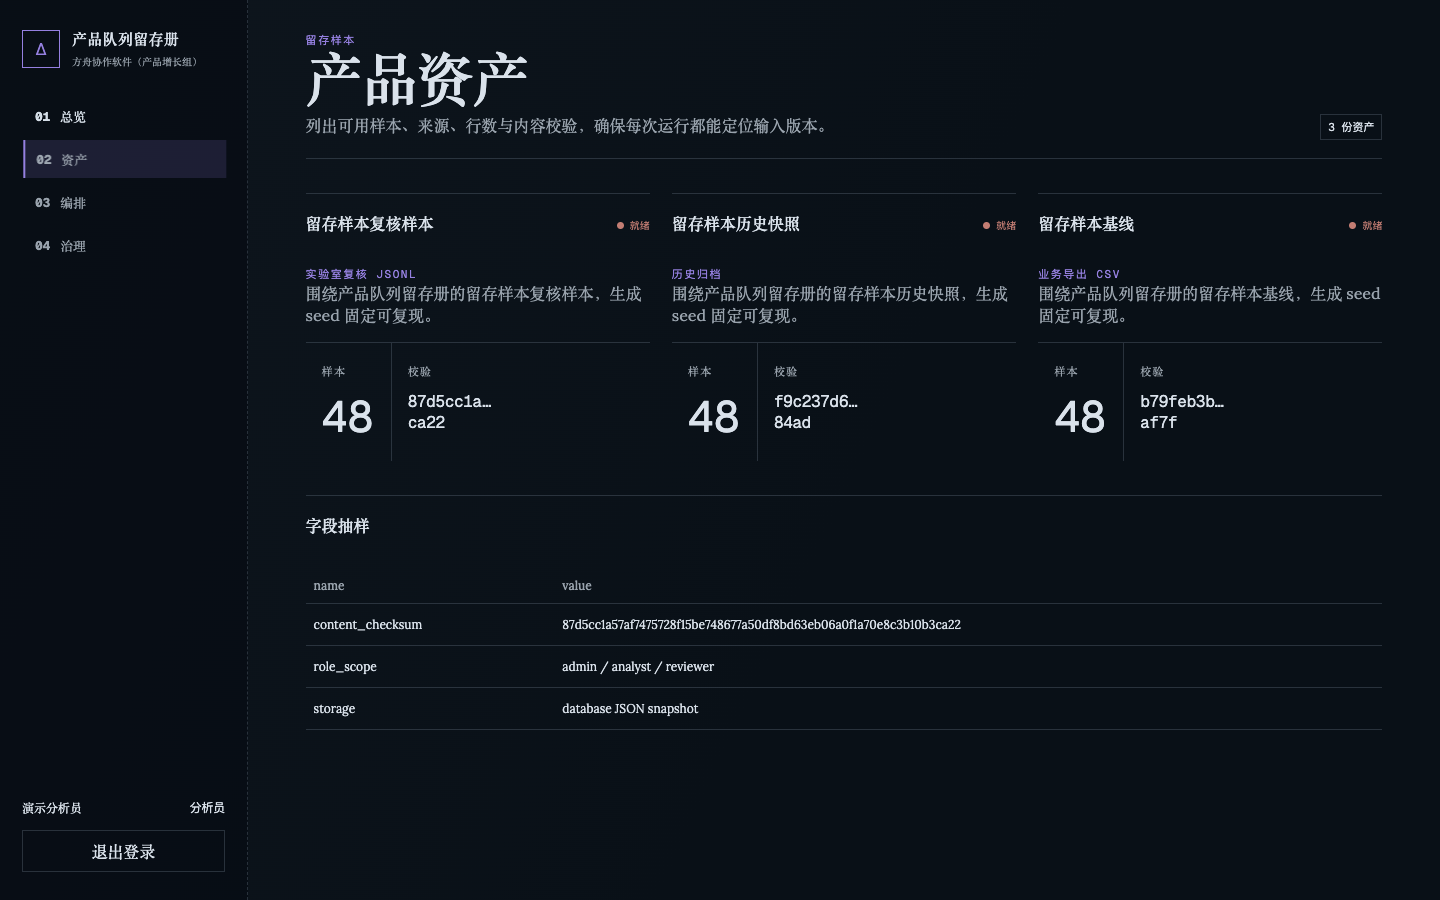 Δ
产品队列留存册
方舟协作软件（产品增长组）
01 总览
02 资产
03 编排
04 治理
演示分析员 分析员
退出登录
留存样本
产品资产
列出可用样本、来源、行数与内容校验，确保每次运行都能定位输入版本。
3 份资产
留存样本复核样本
就绪
实验室复核 JSONL
围绕产品队列留存册的留存样本复核样本，生成
seed 固定可复现。
样本
48
校验
87d5cc1a…
ca22
留存样本历史快照
就绪
历史归档
围绕产品队列留存册的留存样本历史快照，生成
seed 固定可复现。
样本
48
校验
f9c237d6…
84ad
留存样本基线
就绪
业务导出 CSV
围绕产品队列留存册的留存样本基线，生成 seed
固定可复现。
样本
48
校验
b79feb3b…
af7f
字段抽样
name value
content_checksum 87d5cc1a57af7475728f15be748677a50df8bd63eb06a0f1a70e8c3b10b3ca22
role_scope admin / analyst / reviewer
storage database JSON snapshot